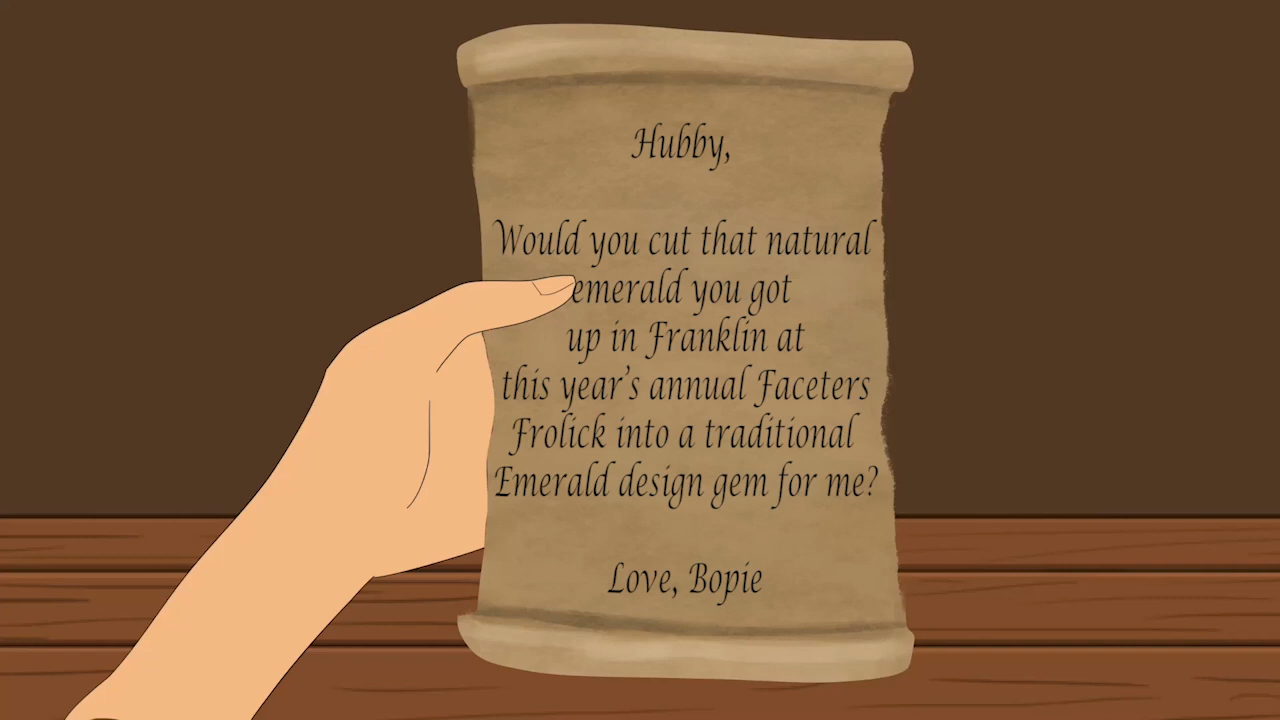 Hubby,
Would you cut that natural
emerald you got
up in Franklin at
this year's annual Faceters
Frolick into a traditional
Emerald design gem for me?
Love, Bopie